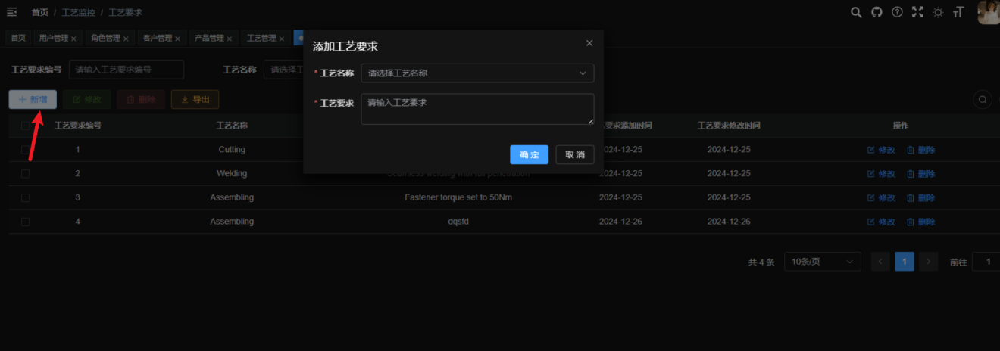 首页 / 工艺监控 / 工艺要求
首页 用户管理 × 角色管理 × 客户管理 × 产品管理 × 工艺管理 ×
添加工艺要求
工艺要求编号 请输入工艺要求编号 工艺名称 请选择工
* 工艺名称 请选择工艺名称
+ 新增 修改 删除 导出
* 工艺要求 请输入工艺要求
工艺要求编号 工艺名称 要求添加时间 工艺要求修改时间 操作
1 Cutting 2024-12-25 2024-12-25 修改 删除
确 定 取 消
2 Welding Seamless welding with full penetration 2024-12-25 2024-12-25 修改 删除
3 Assembling Fastener torque set to 50Nm 2024-12-25 2024-12-25 修改 删除
4 Assembling dqsfd 2024-12-26 2024-12-26 修改 删除
共 4 条 10条/页 < 1 > 前往 1